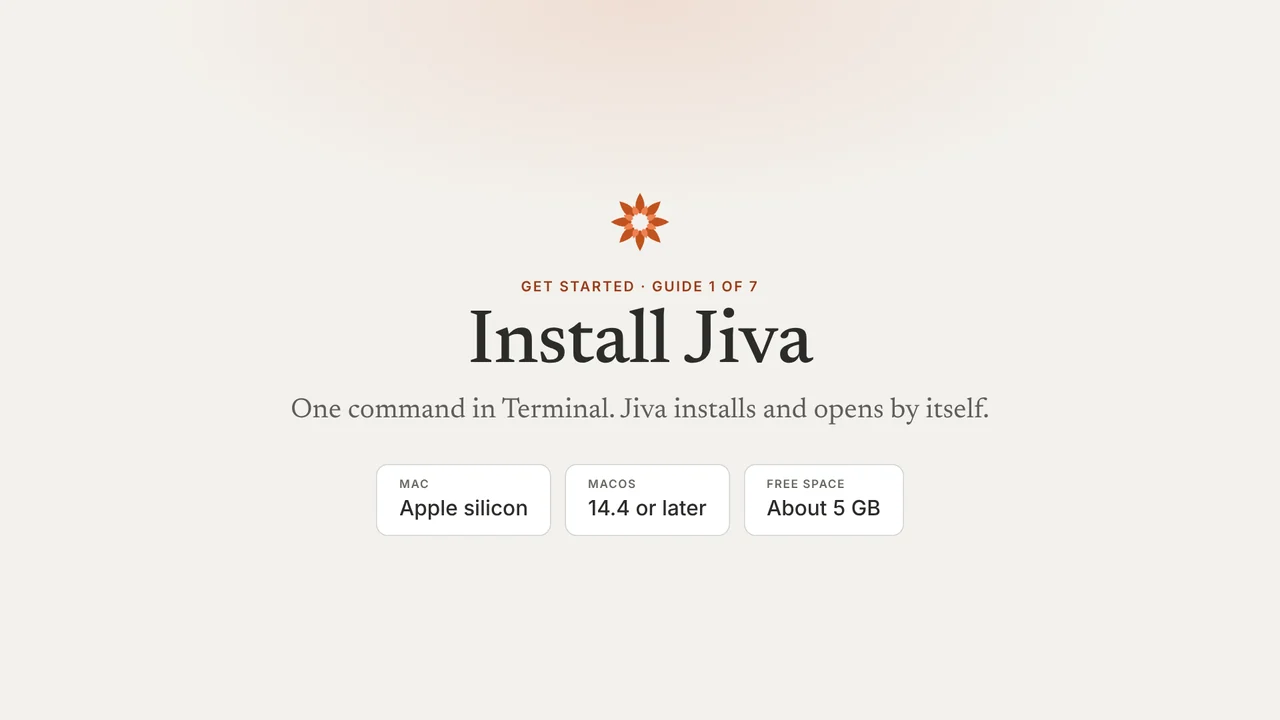 GET STARTED · GUIDE 1 OF 7
Install Jiva
One command in Terminal. Jiva installs and opens by itself.
MAC
Apple silicon
MACOS
14.4 or later
FREE SPACE
About 5 GB